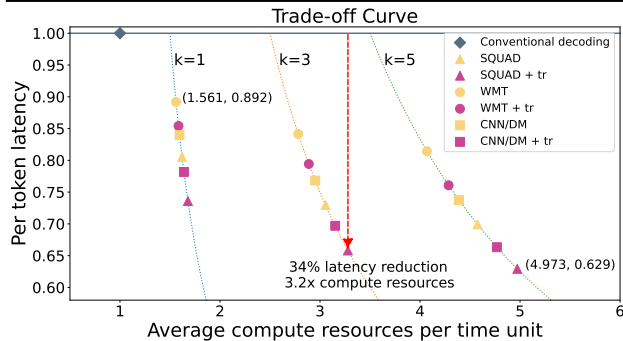 Trade-off Curve
Per token latency
1.00
0.95
0.90
0.85
0.80
0.75
0.70
0.65
0.60
k=1
k=3
k=5
(1.561, 0.892)
Conventional decoding
SQUAD
SQUAD + tr
WMT
WMT + tr
CNN/DM
CNN/DM + tr
34% latency reduction
3.2x compute resources
(4.973, 0.629)
1
2
3
4
5
6
Average compute resources per time unit